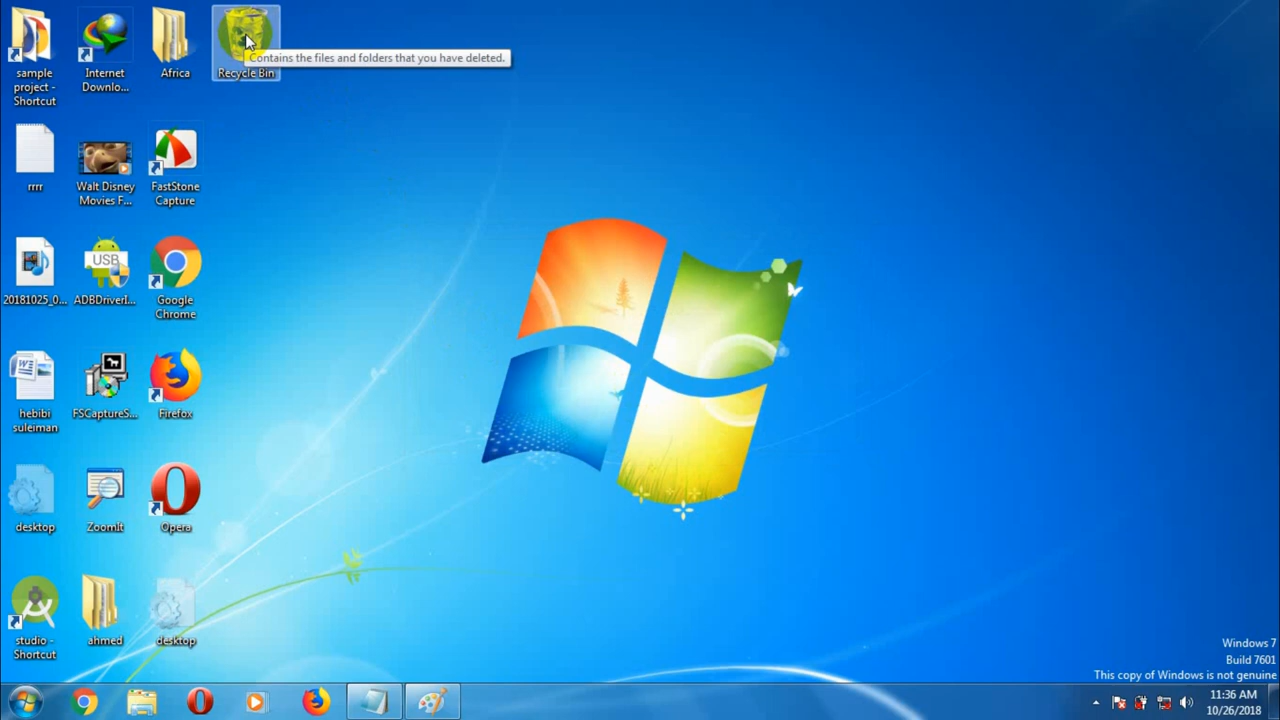 sample
project -
Shortcut
Internet
Downlo...
Africa
Recycle Bin
Contains the files and folders that you have deleted.
rrrr
Walt Disney
Movies F...
FastStone
Capture
USB
20181025_0...
ADBDriverI...
Google
Chrome
W
hebibi
suleiman
FSCaptureS...
Firefox
desktop
ZoomIt
Opera
studio -
Shortcut
ahmed
desktop
Windows 7
Build 7601
This copy of Windows is not genuine
11:36 AM
10/26/2018